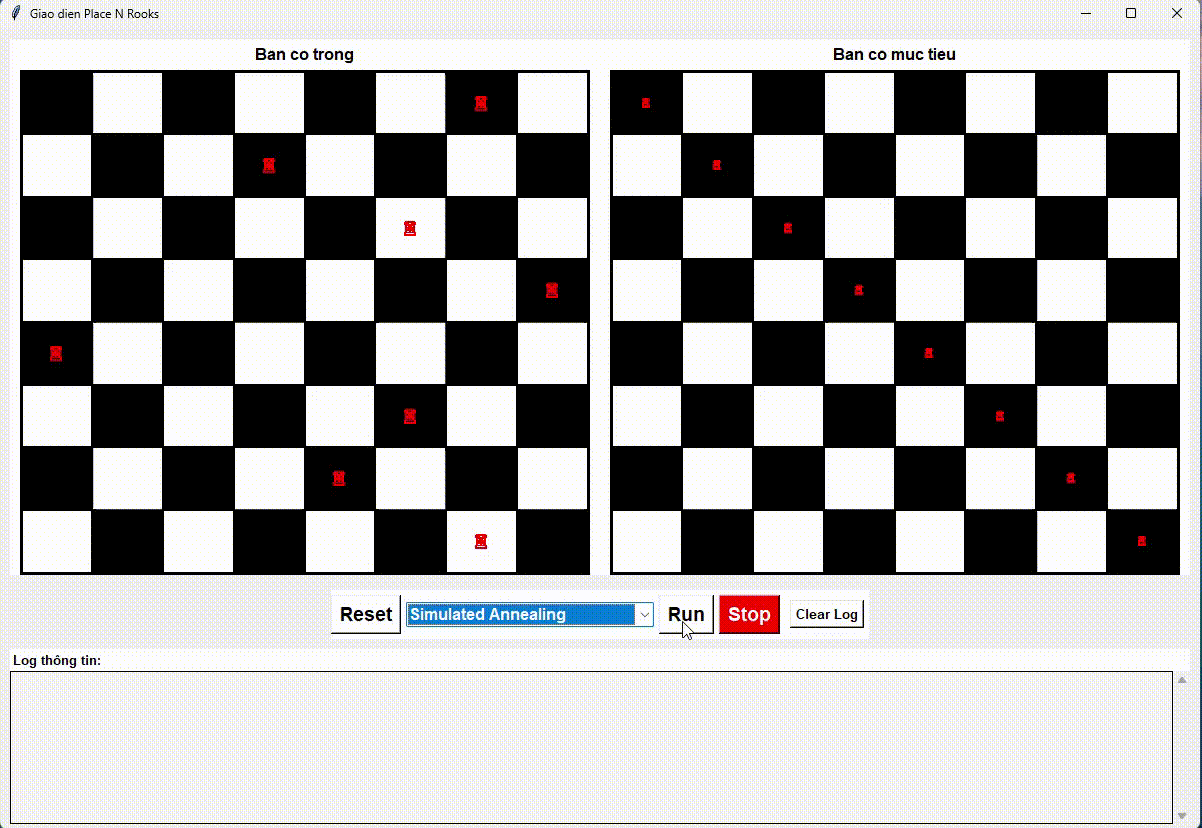 Giao dien Place N Rooks
Ban co trong
Ban co muc tieu
Reset
Simulated Annealing
Run
Stop
Clear Log
Log thông tin: